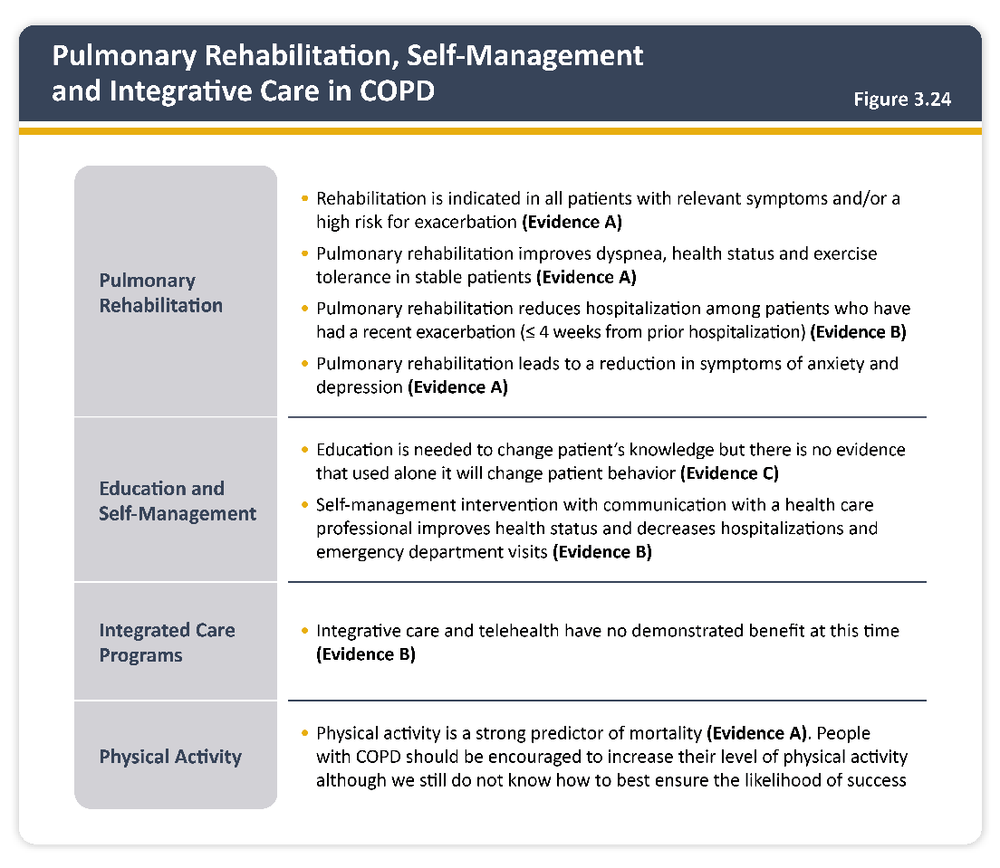 Pulmonary Rehabilitation, Self-Management
and Integrative Care in COPD
Figure 3.24
Pulmonary
Rehabilitation
• Rehabilitation is indicated in all patients with relevant symptoms and/or a
high risk for exacerbation (Evidence A)
• Pulmonary rehabilitation improves dyspnea, health status and exercise
tolerance in stable patients (Evidence A)
• Pulmonary rehabilitation reduces hospitalization among patients who have
had a recent exacerbation (≤ 4 weeks from prior hospitalization) (Evidence B)
• Pulmonary rehabilitation leads to a reduction in symptoms of anxiety and
depression (Evidence A)
Education and
Self-Management
• Education is needed to change patient’s knowledge but there is no evidence
that used alone it will change patient behavior (Evidence C)
• Self-management intervention with communication with a health care
professional improves health status and decreases hospitalizations and
emergency department visits (Evidence B)
Integrated Care
Programs
• Integrative care and telehealth have no demonstrated benefit at this time
(Evidence B)
Physical Activity
• Physical activity is a strong predictor of mortality (Evidence A). People
with COPD should be encouraged to increase their level of physical activity
although we still do not know how to best ensure the likelihood of success